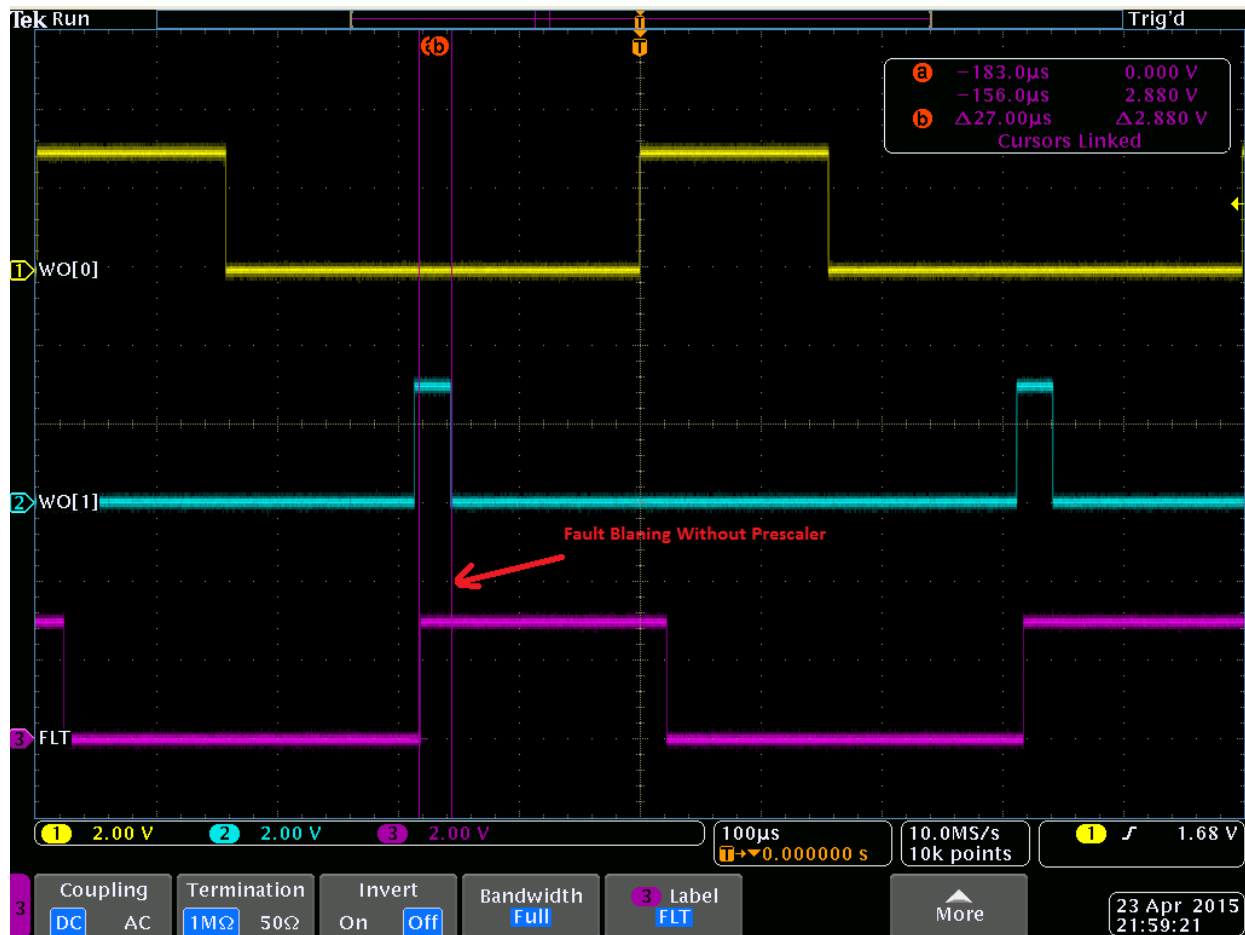 Tek Run
Trig'd
T
a b
T
a -183.0µs 0.000 V
-156.0µs 2.880 V
b Δ27.00µs Δ2.880 V
Cursors Linked
1 WO[0]
2 WO[1]
Fault Blaning Without Prescaler
3 FLT
1 2.00 V 2 2.00 V 3 2.00 V
100µs
T→▼0.000000 s
10.0MS/s
10k points
1 1.68 V
3
Coupling
DC AC
Termination
1MΩ 50Ω
Invert
On Off
Bandwidth
Full
3 Label
FLT
More
23 Apr 2015
21:59:21